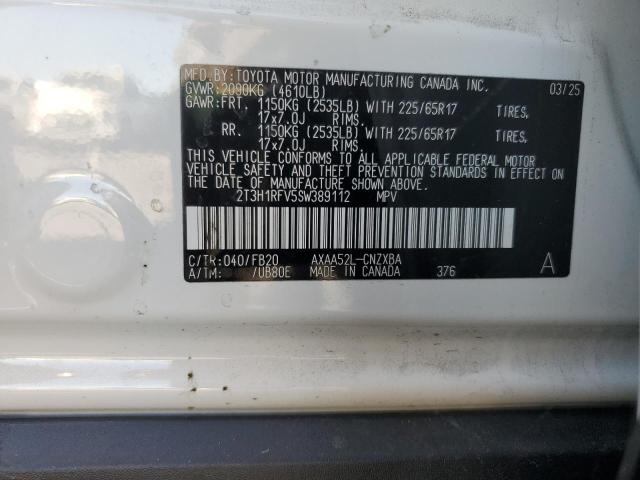 MFD.BY:TOYOTA MOTOR MANUFACTURING CANADA INC.
GVWR:2090KG (4610LB) 03/25
GAWR:FRT. 1150KG (2535LB) WITH 225/65R17 TIRES,
17x7.0J RIMS.
RR. 1150KG (2535LB) WITH 225/65R17 TIRES,
17x7.0J RIMS.
THIS VEHICLE CONFORMS TO ALL APPLICABLE FEDERAL MOTOR
VEHICLE SAFETY AND THEFT PREVENTION STANDARDS IN EFFECT
ON THE DATE OF MANUFACTURE SHOWN ABOVE.
2T3H1RFV5SW389112 MPV
C/TR:040/FB20 AXAA52L-CNZXBA A
A/TM: /UB80E MADE IN CANADA 376